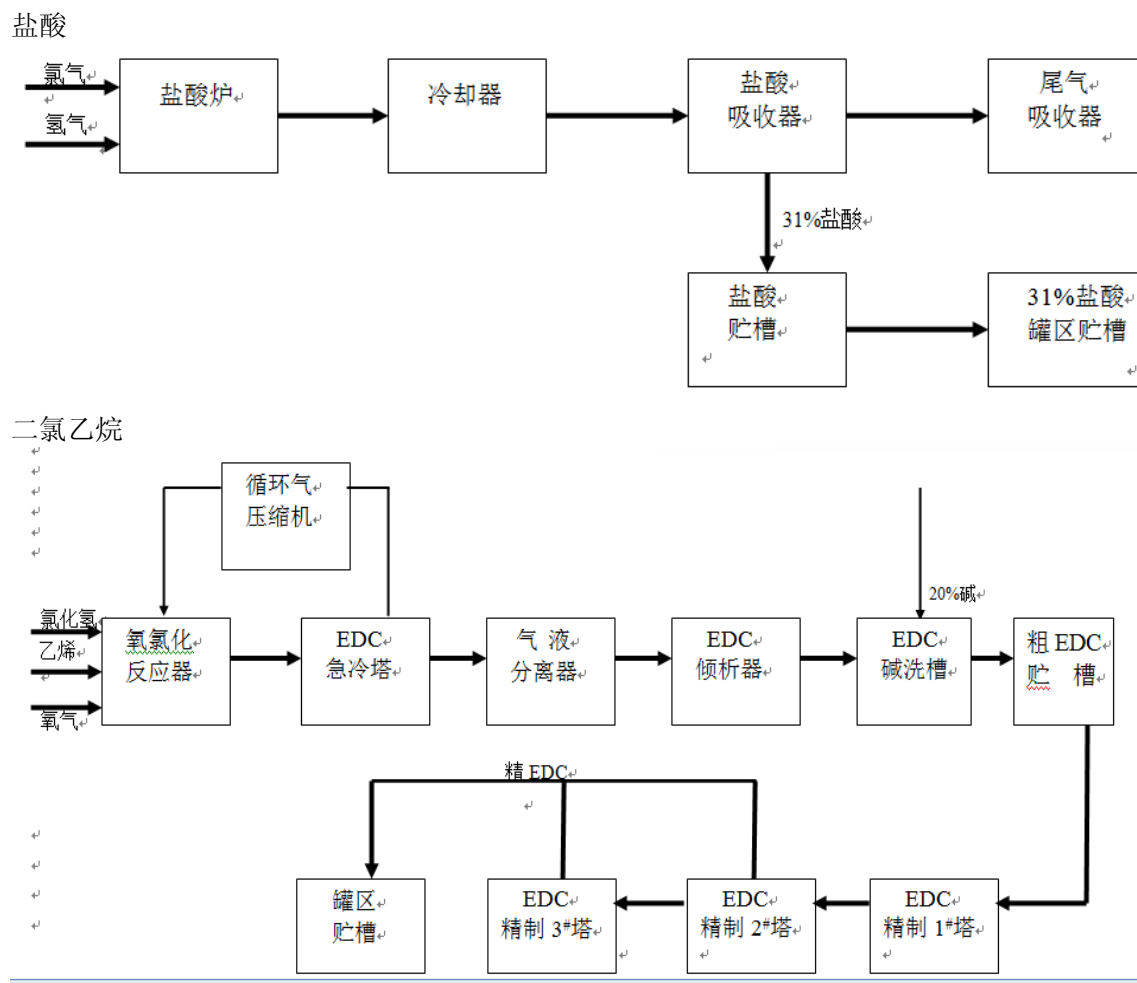 盐酸
氯气
氢气
盐酸炉
冷却器
盐酸
吸收器
尾气
吸收器
31%盐酸
盐酸
贮槽
31%盐酸
罐区贮槽
二氯乙烷
循环气
压缩机
20%碱
氯化氢
乙烯
氧气
氧氯化
反应器
EDC
急冷塔
气 液
分离器
EDC
倾析器
EDC
碱洗槽
粗 EDC
贮 槽
精 EDC
罐区
贮槽
EDC
精制 3#塔
EDC
精制 2#塔
EDC
精制 1#塔